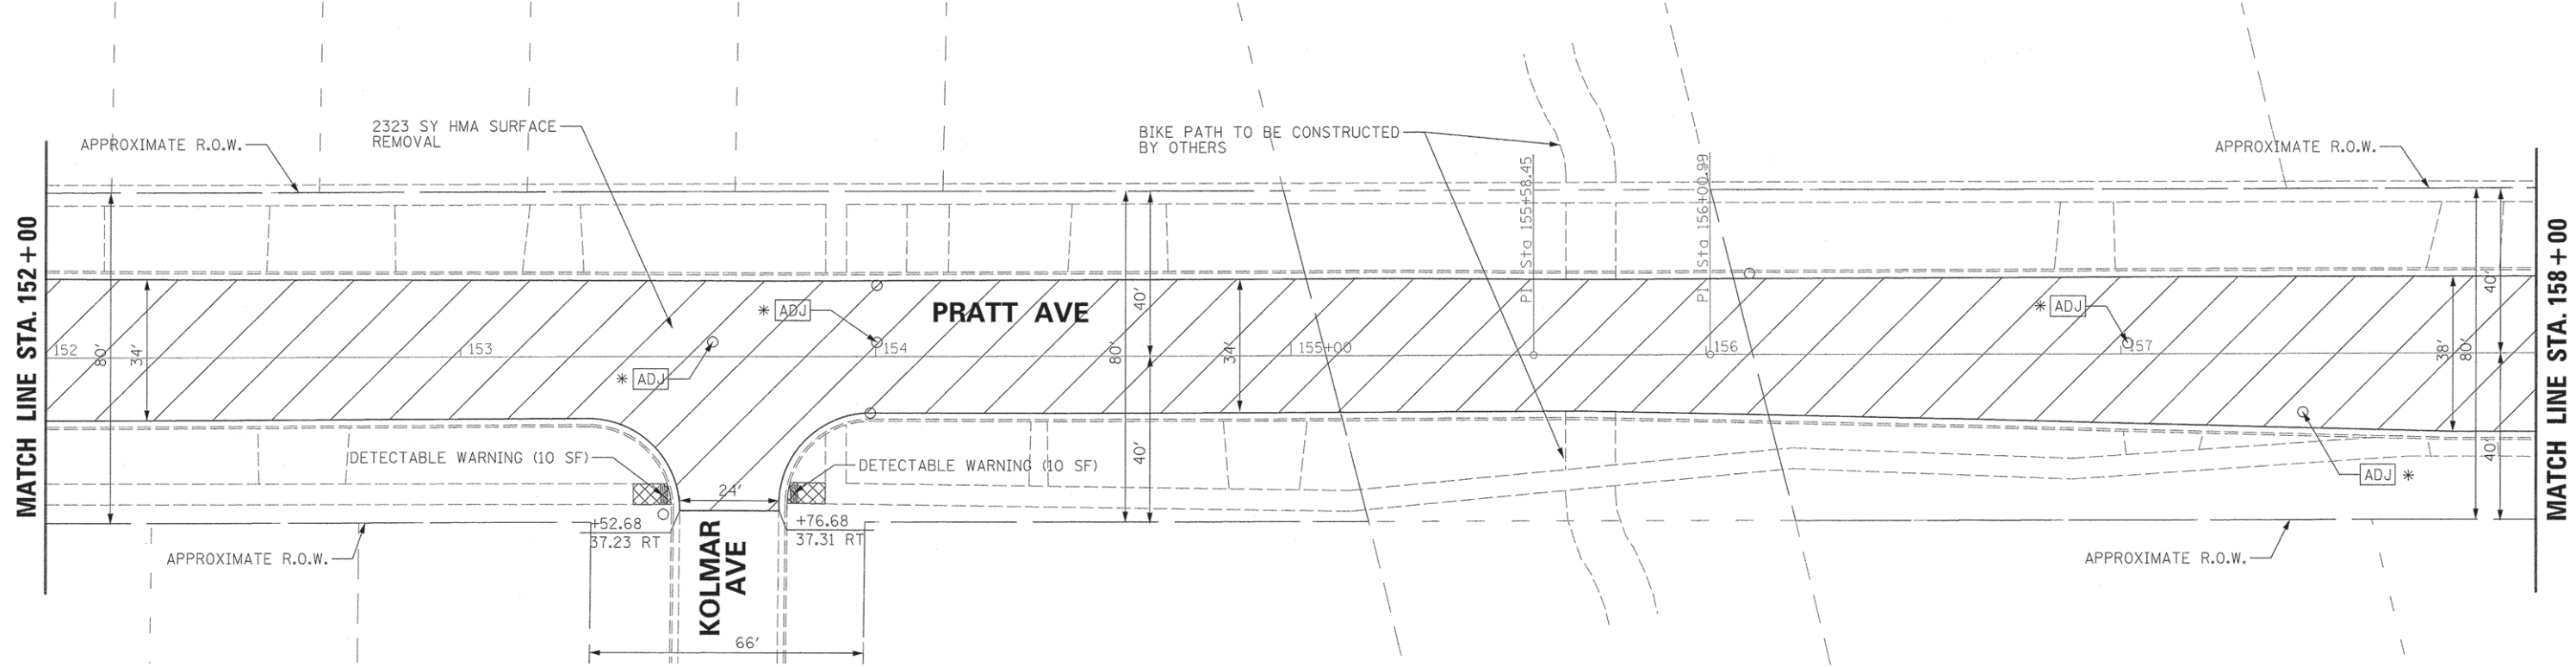 2323 SY HMA SURFACE
REMOVAL
APPROXIMATE R.O.W.
BIKE PATH TO BE CONSTRUCTED
BY OTHERS
APPROXIMATE R.O.W.
PI Sta 155+58.45
PI Sta 156+00.99
MATCH LINE STA. 152+00
MATCH LINE STA. 158+00
* ADJ
PRATT AVE
* ADJ
40'
40'
152
80'
34'
153
154
80'
34'
155+00
156
157
38'
80'
* ADJ
DETECTABLE WARNING (10 SF)
DETECTABLE WARNING (10 SF)
40'
40'
ADJ *
24'
+52.68
37.23 RT
+76.68
37.31 RT
APPROXIMATE R.O.W.
KOLMAR
AVE
APPROXIMATE R.O.W.
66'